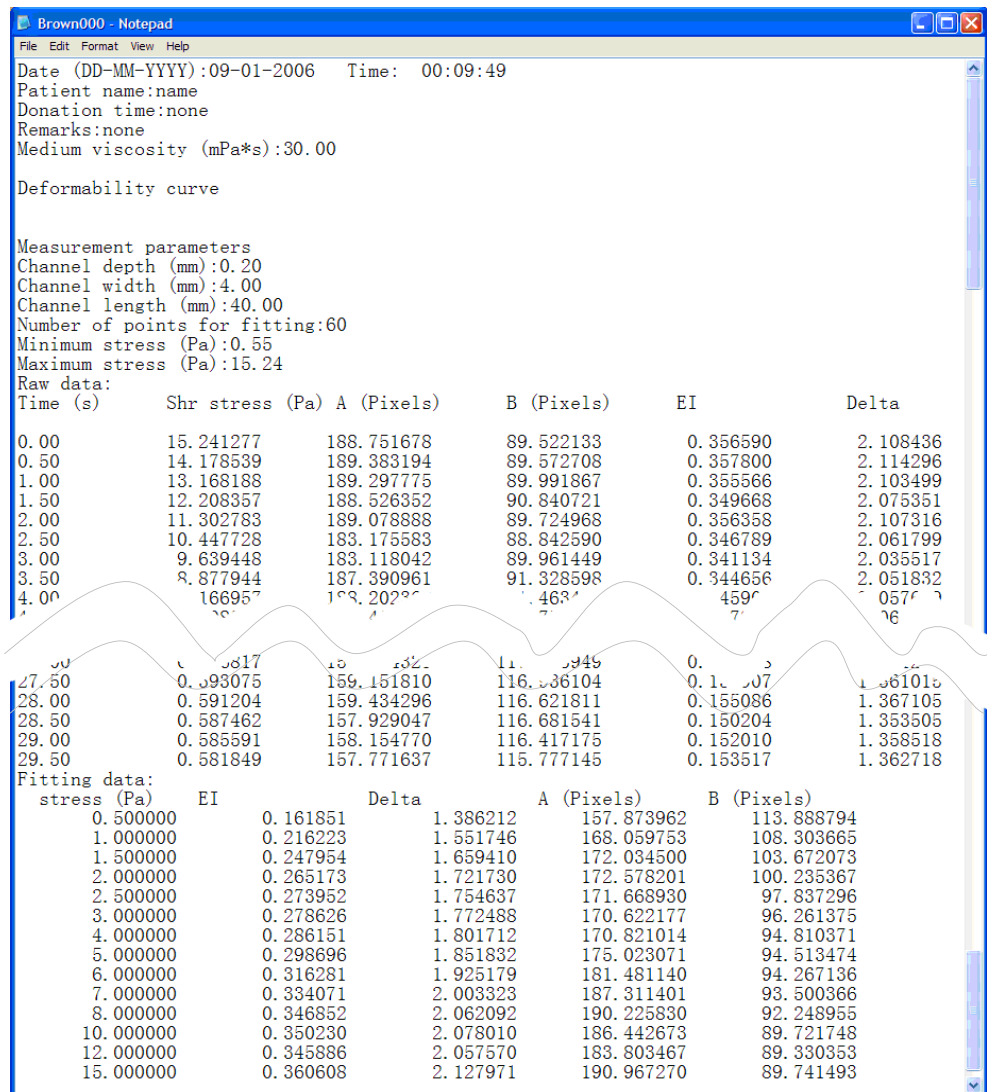 Brown000 - Notepad
File Edit Format View Help
Date (DD-MM-YYYY):09-01-2006 Time: 00:09:49
Patient name:name
Donation time:none
Remarks:none
Medium viscosity (mPa*s):30.00
Deformability curve
Measurement parameters
Channel depth (mm):0.20
Channel width (mm):4.00
Channel length (mm):40.00
Number of points for fitting:60
Minimum stress (Pa):0.55
Maximum stress (Pa):15.24
Raw data:
Time (s) Shr stress (Pa) A (Pixels) B (Pixels) EI Delta
0.00 15.241277 188.751678 89.522133 0.356590 2.108436
0.50 14.178539 189.383194 89.572708 0.357800 2.114296
1.00 13.168188 189.297775 89.991867 0.355566 2.103499
1.50 12.208357 188.526352 90.840721 0.349668 2.075351
2.00 11.302783 189.078888 89.724968 0.356358 2.107316
2.50 10.447728 183.175583 88.842590 0.346789 2.061799
3.00 9.639448 183.118042 89.961449 0.341134 2.035517
3.50 8.877944 187.390961 91.328598 0.344656 2.051832
4.00
27.50 0.593075 159.151810
28.00 0.591204 159.434296 116.621811 0.155086 1.367105
28.50 0.587462 157.929047 116.681541 0.150204 1.353505
29.00 0.585591 158.154770 116.417175 0.152010 1.358518
29.50 0.581849 157.771637 115.777145 0.153517 1.362718
Fitting data:
stress (Pa) EI Delta A (Pixels) B (Pixels)
0.500000 0.161851 1.386212 157.873962 113.888794
1.000000 0.216223 1.551746 168.059753 108.303665
1.500000 0.247954 1.659410 172.034500 103.672073
2.000000 0.265173 1.721730 172.578201 100.235367
2.500000 0.273952 1.754637 171.668930 97.837296
3.000000 0.278626 1.772488 170.622177 96.261375
4.000000 0.286151 1.801712 170.821014 94.810371
5.000000 0.298696 1.851832 175.023071 94.513474
6.000000 0.316281 1.925179 181.481140 94.267136
7.000000 0.334071 2.003323 187.311401 93.500366
8.000000 0.346852 2.062092 190.225830 92.248955
10.000000 0.350230 2.078010 186.442673 89.721748
12.000000 0.345886 2.057570 183.803467 89.330353
15.000000 0.360608 2.127971 190.967270 89.741493